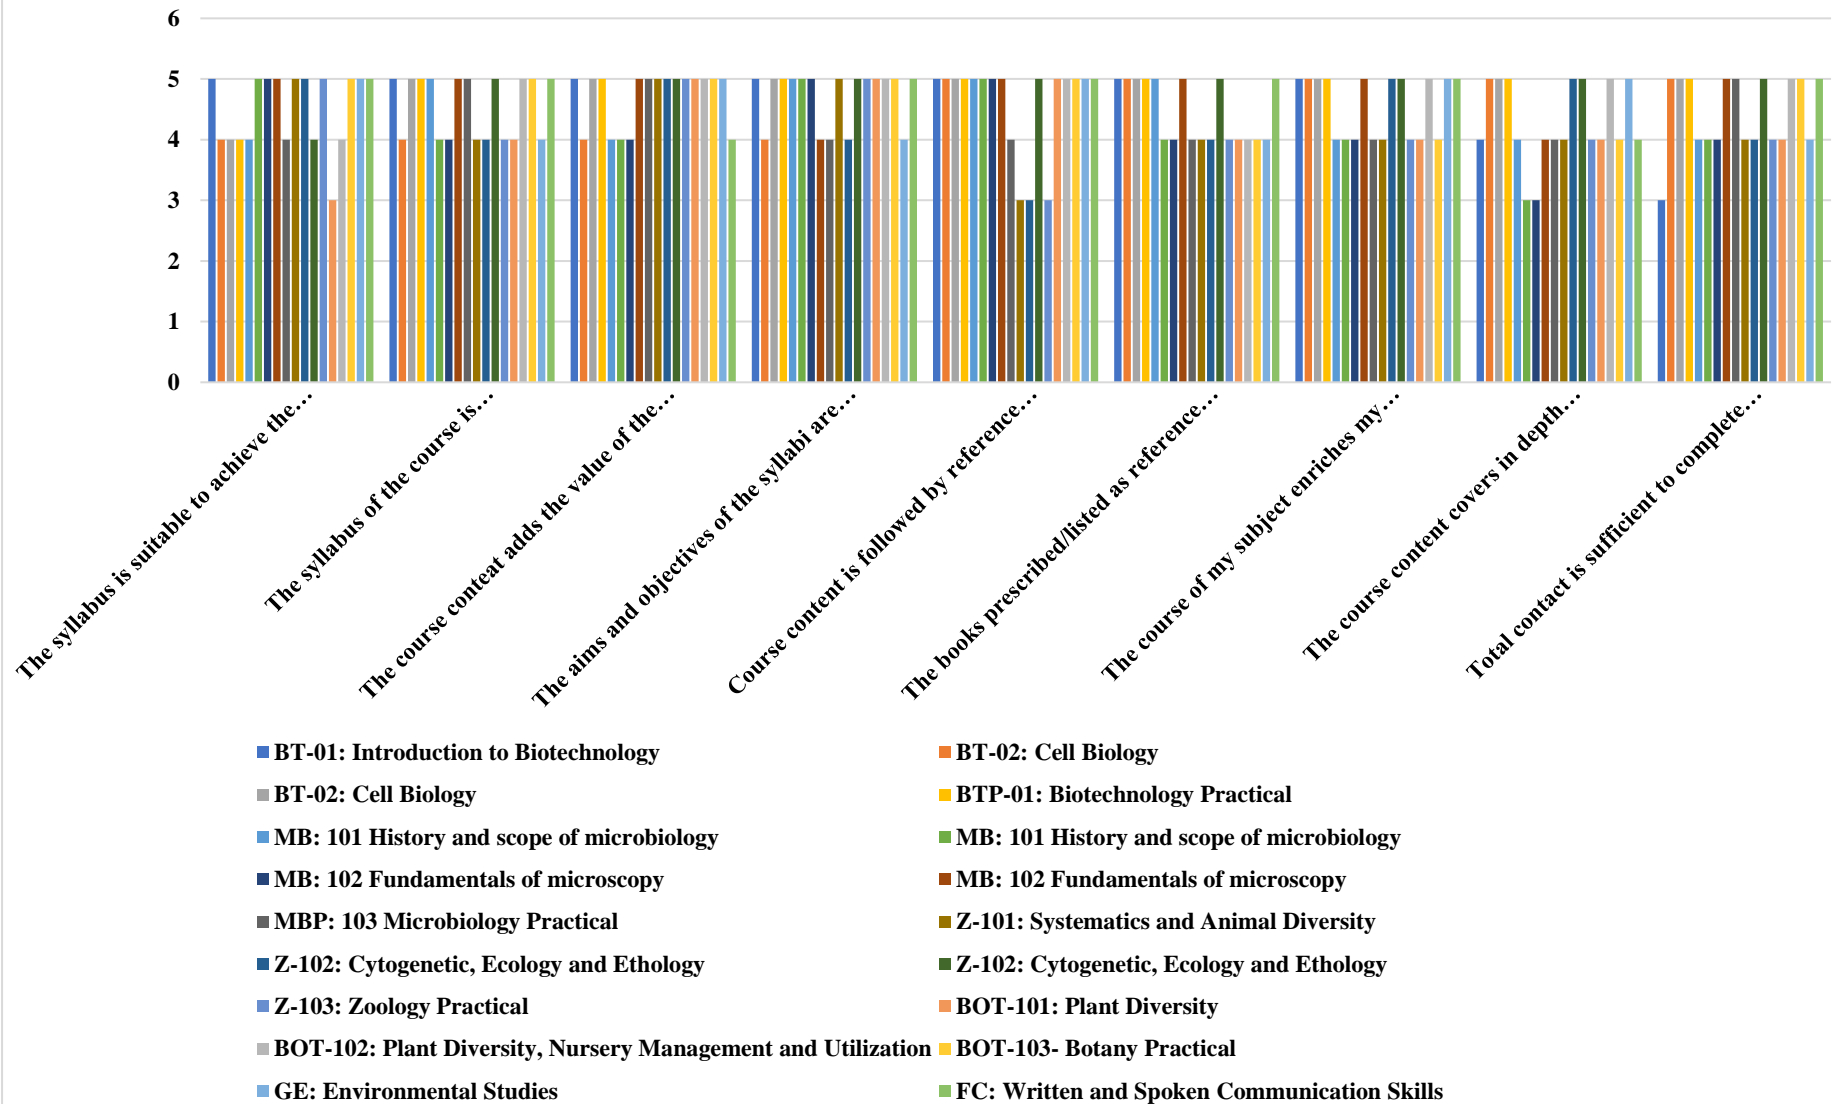 6
5
4
3
2
1
0
The syllabus is suitable to achieve the…
The syllabus of the course is…
The course conteat adds the value of the…
The aims and objectives of the syllabi are…
Course content is followed by reference…
The books prescribed/listed as reference…
The course of my subject enriches my…
The course content covers in depth…
Total contact is sufficient to complete…
BT-01: Introduction to Biotechnology
BT-02: Cell Biology
BT-02: Cell Biology
BTP-01: Biotechnology Practical
MB: 101 History and scope of microbiology
MB: 101 History and scope of microbiology
MB: 102 Fundamentals of microscopy
MB: 102 Fundamentals of microscopy
MBP: 103 Microbiology Practical
Z-101: Systematics and Animal Diversity
Z-102: Cytogenetic, Ecology and Ethology
Z-102: Cytogenetic, Ecology and Ethology
Z-103: Zoology Practical
BOT-101: Plant Diversity
BOT-102: Plant Diversity, Nursery Management and Utilization
BOT-103- Botany Practical
GE: Environmental Studies
FC: Written and Spoken Communication Skills